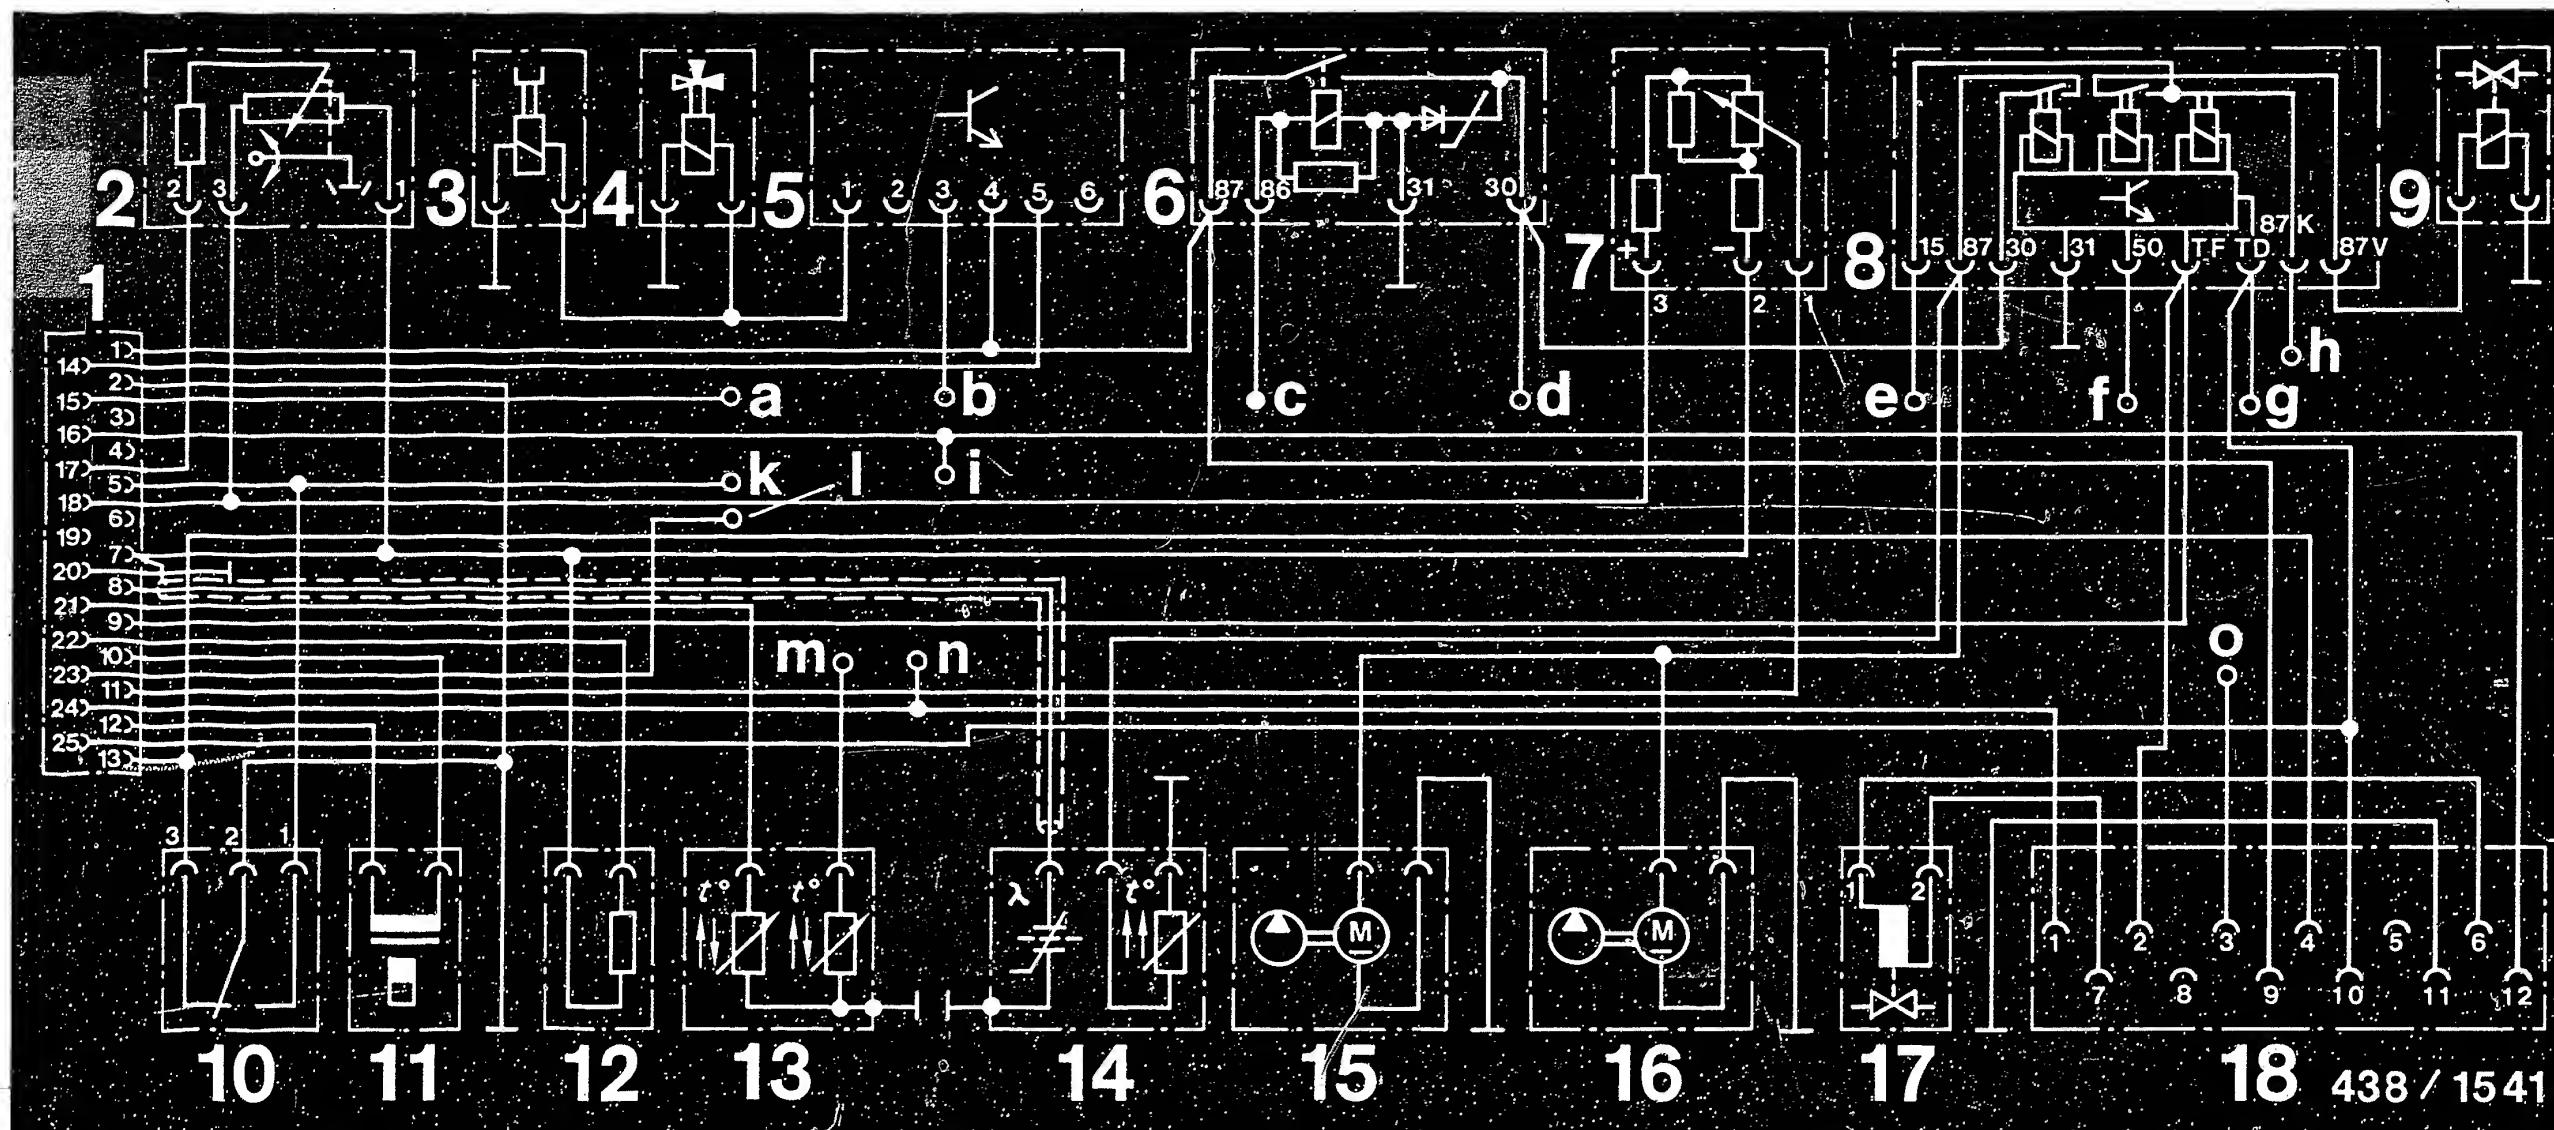 2 3 1
1 2 3 4 5 6
87 86 31 30
+ −
15 87 30 31 50 TF TD 87K 87V
2 3 4 5 6 7 8 9
1
3 2 1
1
14
2
15
3
16
4
17
5
18
6
19
7
20
8
21
9
22
10
23
11
24
12
25
13
a b c d e f g h
k l i
m n o
3 2 1
t° t° λ t°
M M
1 2
1 2 3 4 5 6
7 8 9 10 11 12
10 11 12 13 14 15 16 17 18 438 / 1541